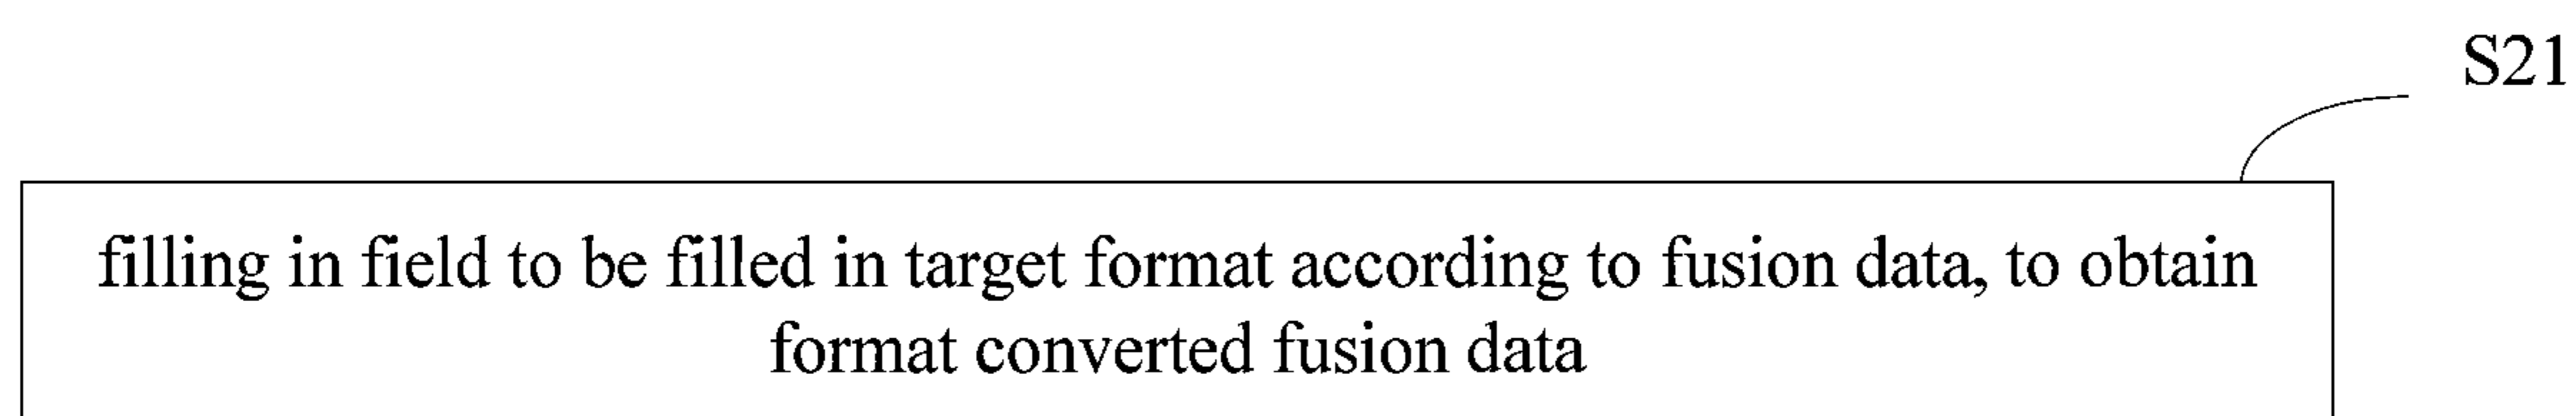 S21
filling in field to be filled in target format according to fusion data, to obtain
format converted fusion data